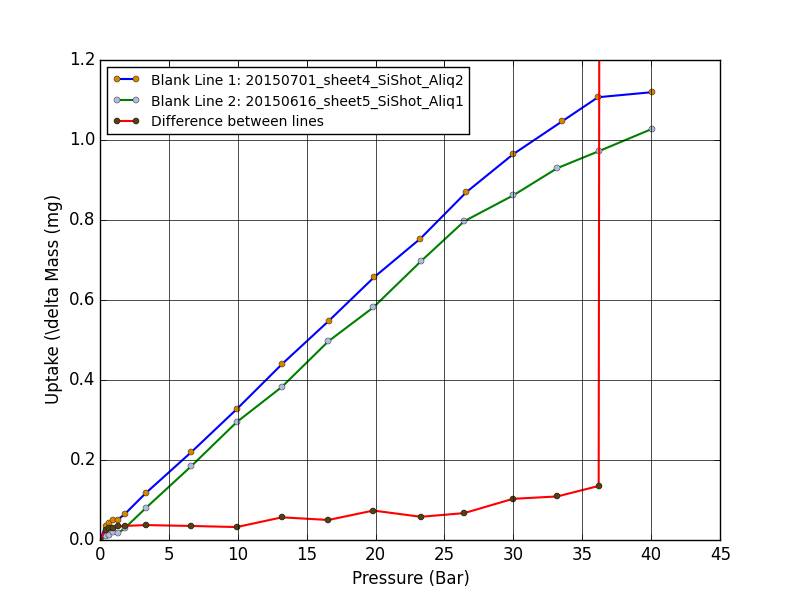 1.2
1.0
0.8
0.6
0.4
0.2
0.0
Uptake (\delta Mass (mg)
Blank Line 1: 20150701_sheet4_SiShot_Aliq2
Blank Line 2: 20150616_sheet5_SiShot_Aliq1
Difference between lines
0 5 10 15 20 25 30 35 40 45
Pressure (Bar)